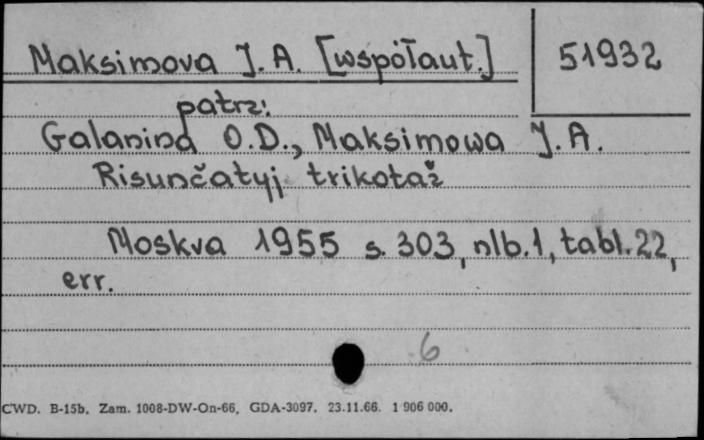 Maksimova J. A. [współaut.]
51932
patrz:
Galanina O.D., Maksimowa J. A.
Risunčatyj trikotaž
Moskva 1955 s. 303, nlb. 1, tabl. 22,
err.
6
CWD. B-15b. Zam. 1008-DW-On-66. GDA-3097. 23.11.66. 1 906 000.